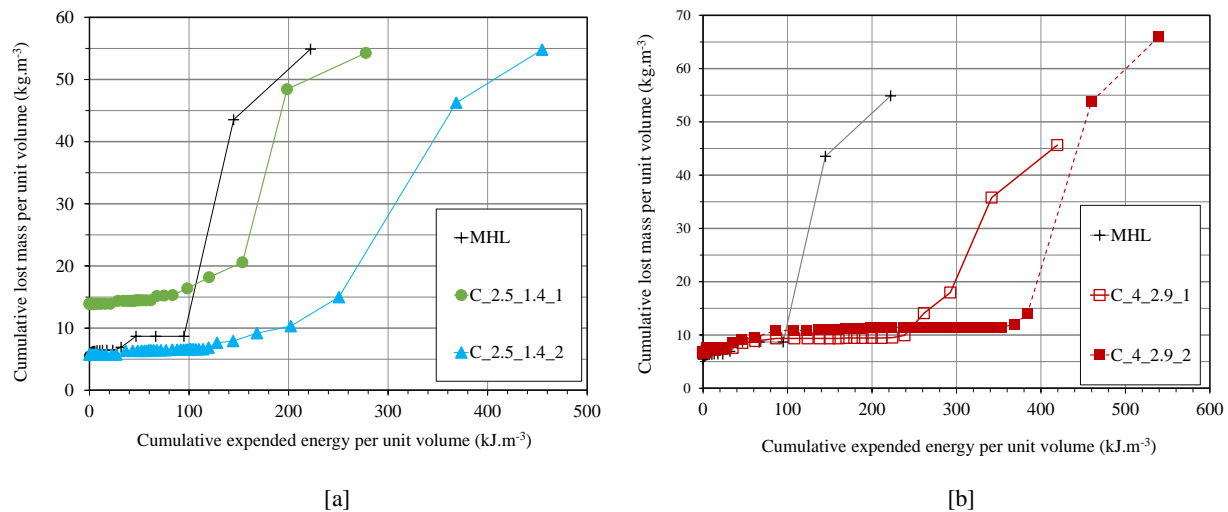 60
50
40
30
20
10
0
0
100
200
300
400
500
Cumulative lost mass per unit volume (kg.m-3)
Cumulative expended energy per unit volume (kJ.m-3)
MHL
C_2.5_1.4_1
C_2.5_1.4_2
[a]
70
60
50
40
30
20
10
0
0
100
200
300
400
500
600
Cumulative lost mass per unit volume (kg.m-3)
Cumulative expended energy per unit volume (kJ.m-3)
MHL
C_4_2.9_1
C_4_2.9_2
[b]